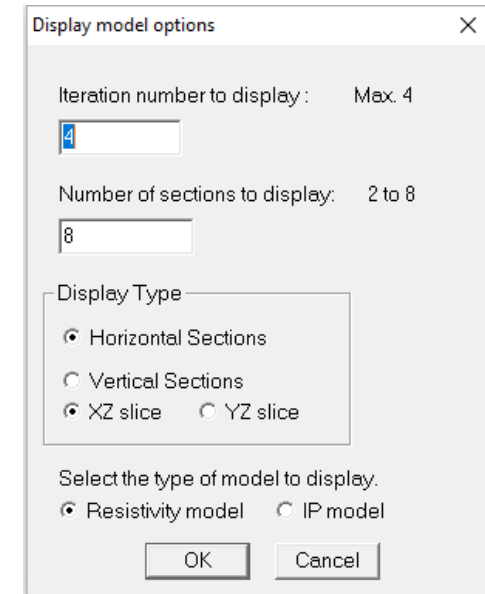 Display model options
Iteration number to display : Max. 4
4
Number of sections to display: 2 to 8
8
Display Type
Horizontal Sections
Vertical Sections
XZ slice YZ slice
Select the type of model to display.
Resistivity model IP model
OK Cancel